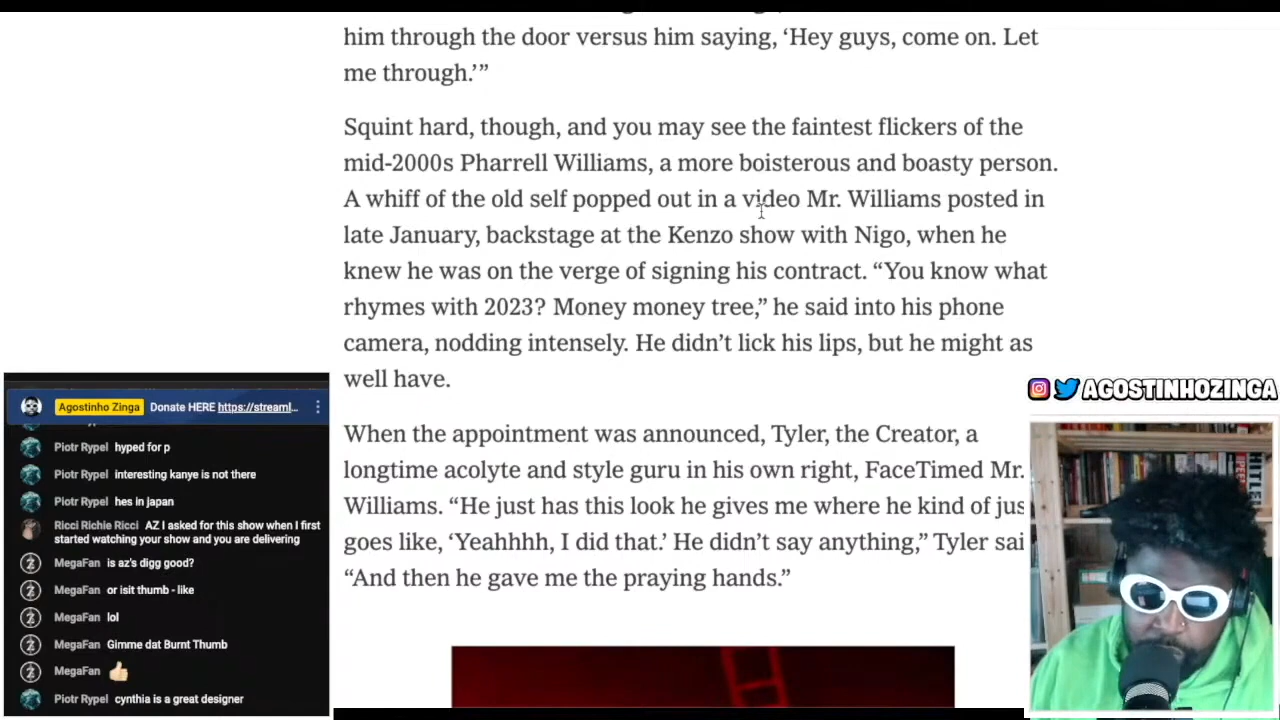 him through the door versus him saying, ‘Hey guys, come on. Let
me through.’”
Squint hard, though, and you may see the faintest flickers of the
mid-2000s Pharrell Williams, a more boisterous and boasty person.
A whiff of the old self popped out in a video Mr. Williams posted in
late January, backstage at the Kenzo show with Nigo, when he
knew he was on the verge of signing his contract. “You know what
rhymes with 2023? Money money tree,” he said into his phone
camera, nodding intensely. He didn’t lick his lips, but he might as
well have.
When the appointment was announced, Tyler, the Creator, a
longtime acolyte and style guru in his own right, FaceTimed Mr.
Williams. “He just has this look he gives me where he kind of jus
goes like, ‘Yeahhhh, I did that.’ He didn’t say anything,” Tyler sai
“And then he gave me the praying hands.”
Agostinho Zinga Donate HERE https://streaml...
Piotr Rypel hyped for p
Piotr Rypel interesting kanye is not there
Piotr Rypel hes in japan
Ricci Richie Ricci AZ I asked for this show when I first
started watching your show and you are delivering
MegaFan is az's digg good?
MegaFan or isit thumb - like
MegaFan lol
MegaFan Gimme dat Burnt Thumb
MegaFan 👍🏻
Piotr Rypel cynthia is a great designer
AGOSTINHOZINGA